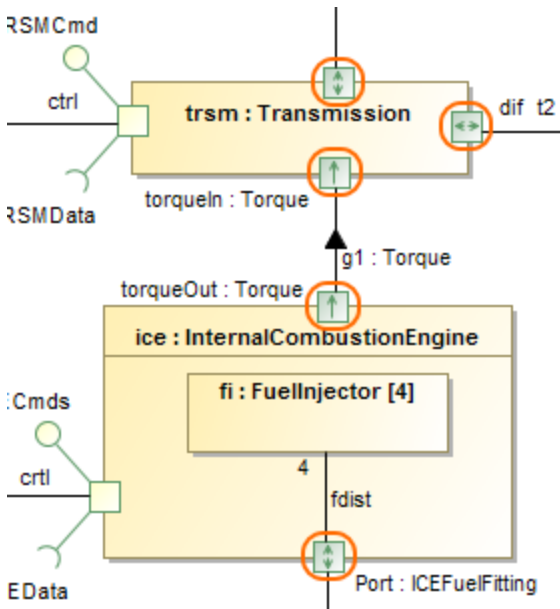 RSMCmd
ctrl
trsm : Transmission
dif t2
RSMData
torqueIn : Torque
g1 : Torque
torqueOut : Torque
ice : InternalCombustionEngine
fi : FuelInjector [4]
Cmds
4
crtl
fdist
EData
Port : ICEFuelFitting